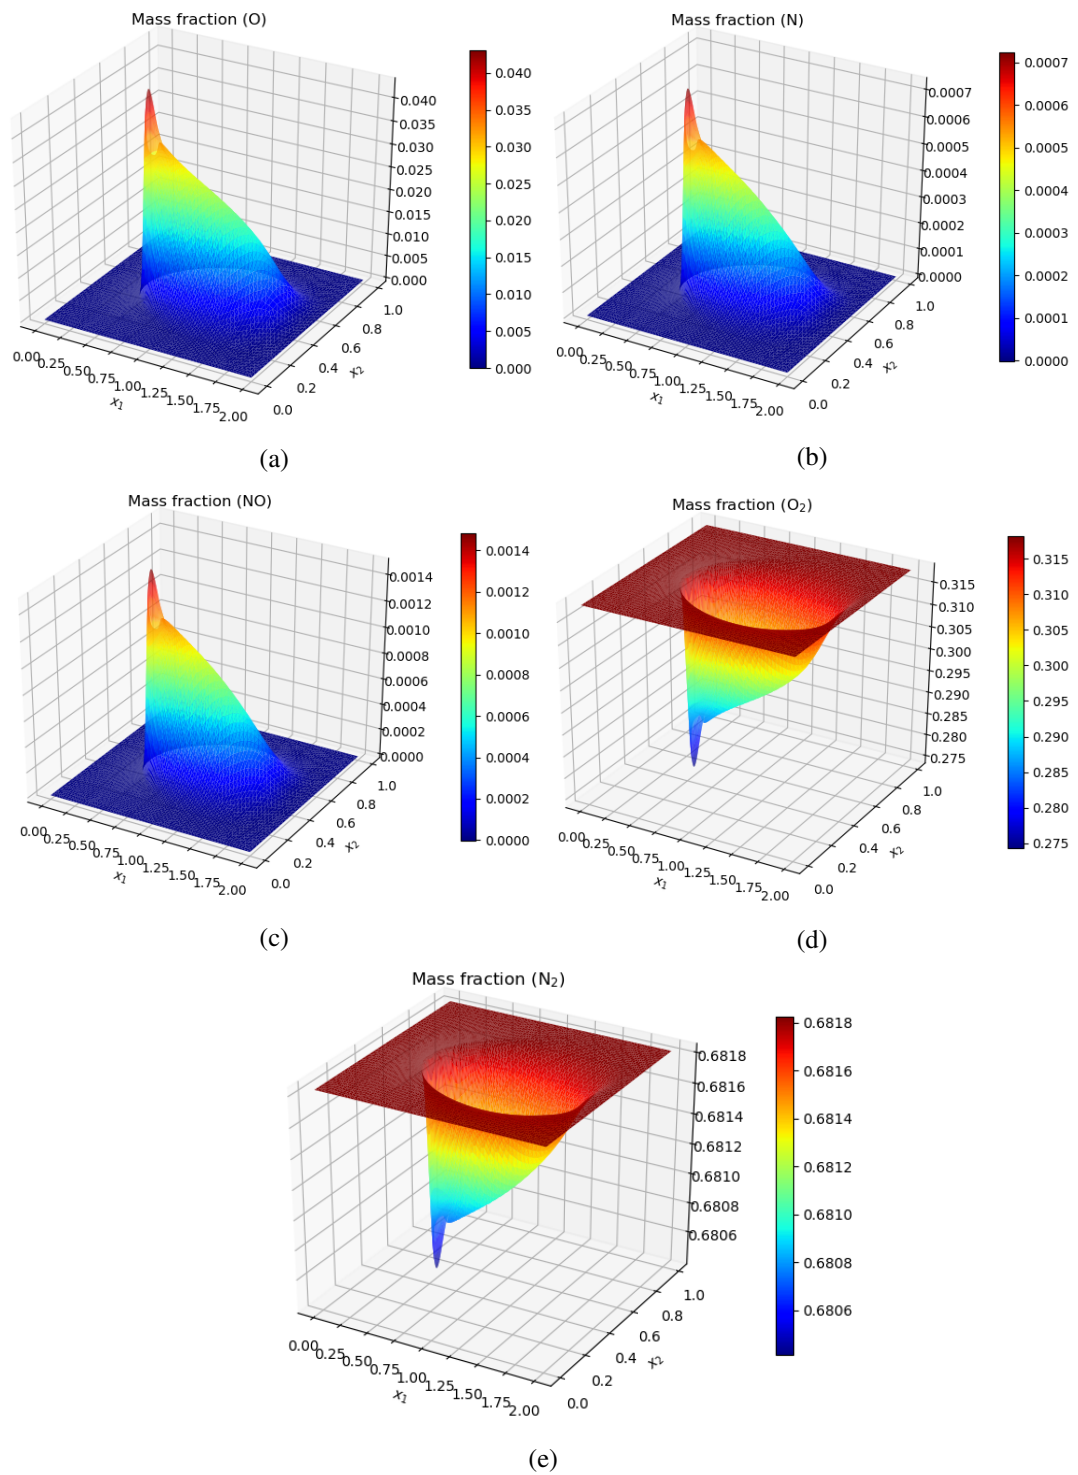 Mass fraction (O)
0.040
0.035
0.030
0.025
0.020
0.015
0.010
0.005
0.000
0.00 0.25 0.50 0.75 1.00 1.25 1.50 1.75 2.00
x₁
0.0 0.2 0.4 0.6 0.8 1.0
x₂
0.040
0.035
0.030
0.025
0.020
0.015
0.010
0.005
0.000
(a)
Mass fraction (N)
0.0007
0.0006
0.0005
0.0004
0.0003
0.0002
0.0001
0.0000
0.00 0.25 0.50 0.75 1.00 1.25 1.50 1.75 2.00
x₁
0.0 0.2 0.4 0.6 0.8 1.0
x₂
0.0007
0.0006
0.0005
0.0004
0.0003
0.0002
0.0001
0.0000
(b)
Mass fraction (NO)
0.0014
0.0012
0.0010
0.0008
0.0006
0.0004
0.0002
0.0000
0.00 0.25 0.50 0.75 1.00 1.25 1.50 1.75 2.00
x₁
0.0 0.2 0.4 0.6 0.8 1.0
x₂
0.0014
0.0012
0.0010
0.0008
0.0006
0.0004
0.0002
0.0000
(c)
Mass fraction (O₂)
0.315
0.310
0.305
0.300
0.295
0.290
0.285
0.280
0.275
0.00 0.25 0.50 0.75 1.00 1.25 1.50 1.75 2.00
x₁
0.0 0.2 0.4 0.6 0.8 1.0
x₂
0.315
0.310
0.305
0.300
0.295
0.290
0.285
0.280
0.275
(d)
Mass fraction (N₂)
0.6818
0.6816
0.6814
0.6812
0.6810
0.6808
0.6806
0.00 0.25 0.50 0.75 1.00 1.25 1.50 1.75 2.00
x₁
0.0 0.2 0.4 0.6 0.8 1.0
x₂
0.6818
0.6816
0.6814
0.6812
0.6810
0.6808
0.6806
(e)